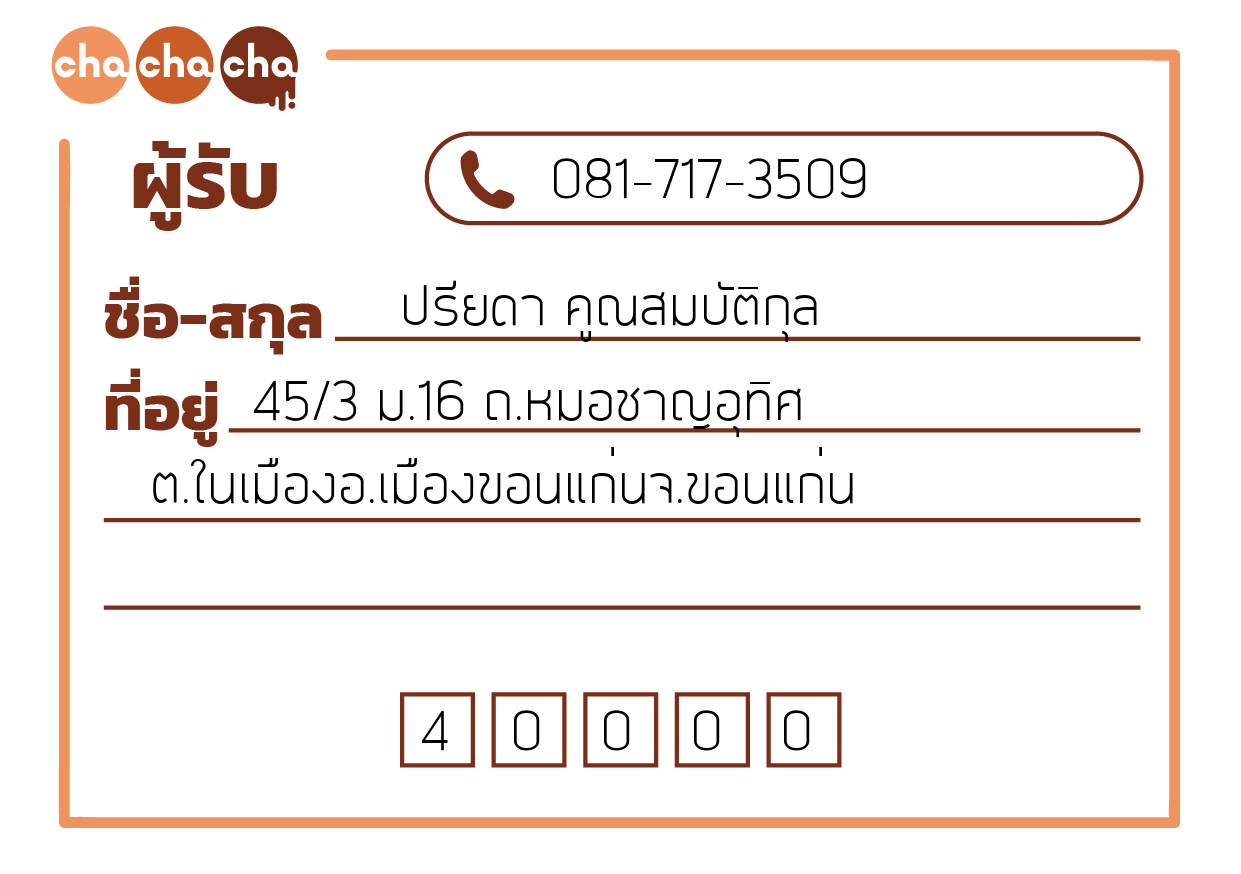 cha cha cha
ผู้รับ 081-717-3509
ชื่อ-สกุล ปรียดา คูณสมบัติกุล
ที่อยู่ 45/3 ม.16 ถ.หมอชาญอุทิศ
ต.ในเมืองอ.เมืองขอนแก่นจ.ขอนแก่น
4 0 0 0 0